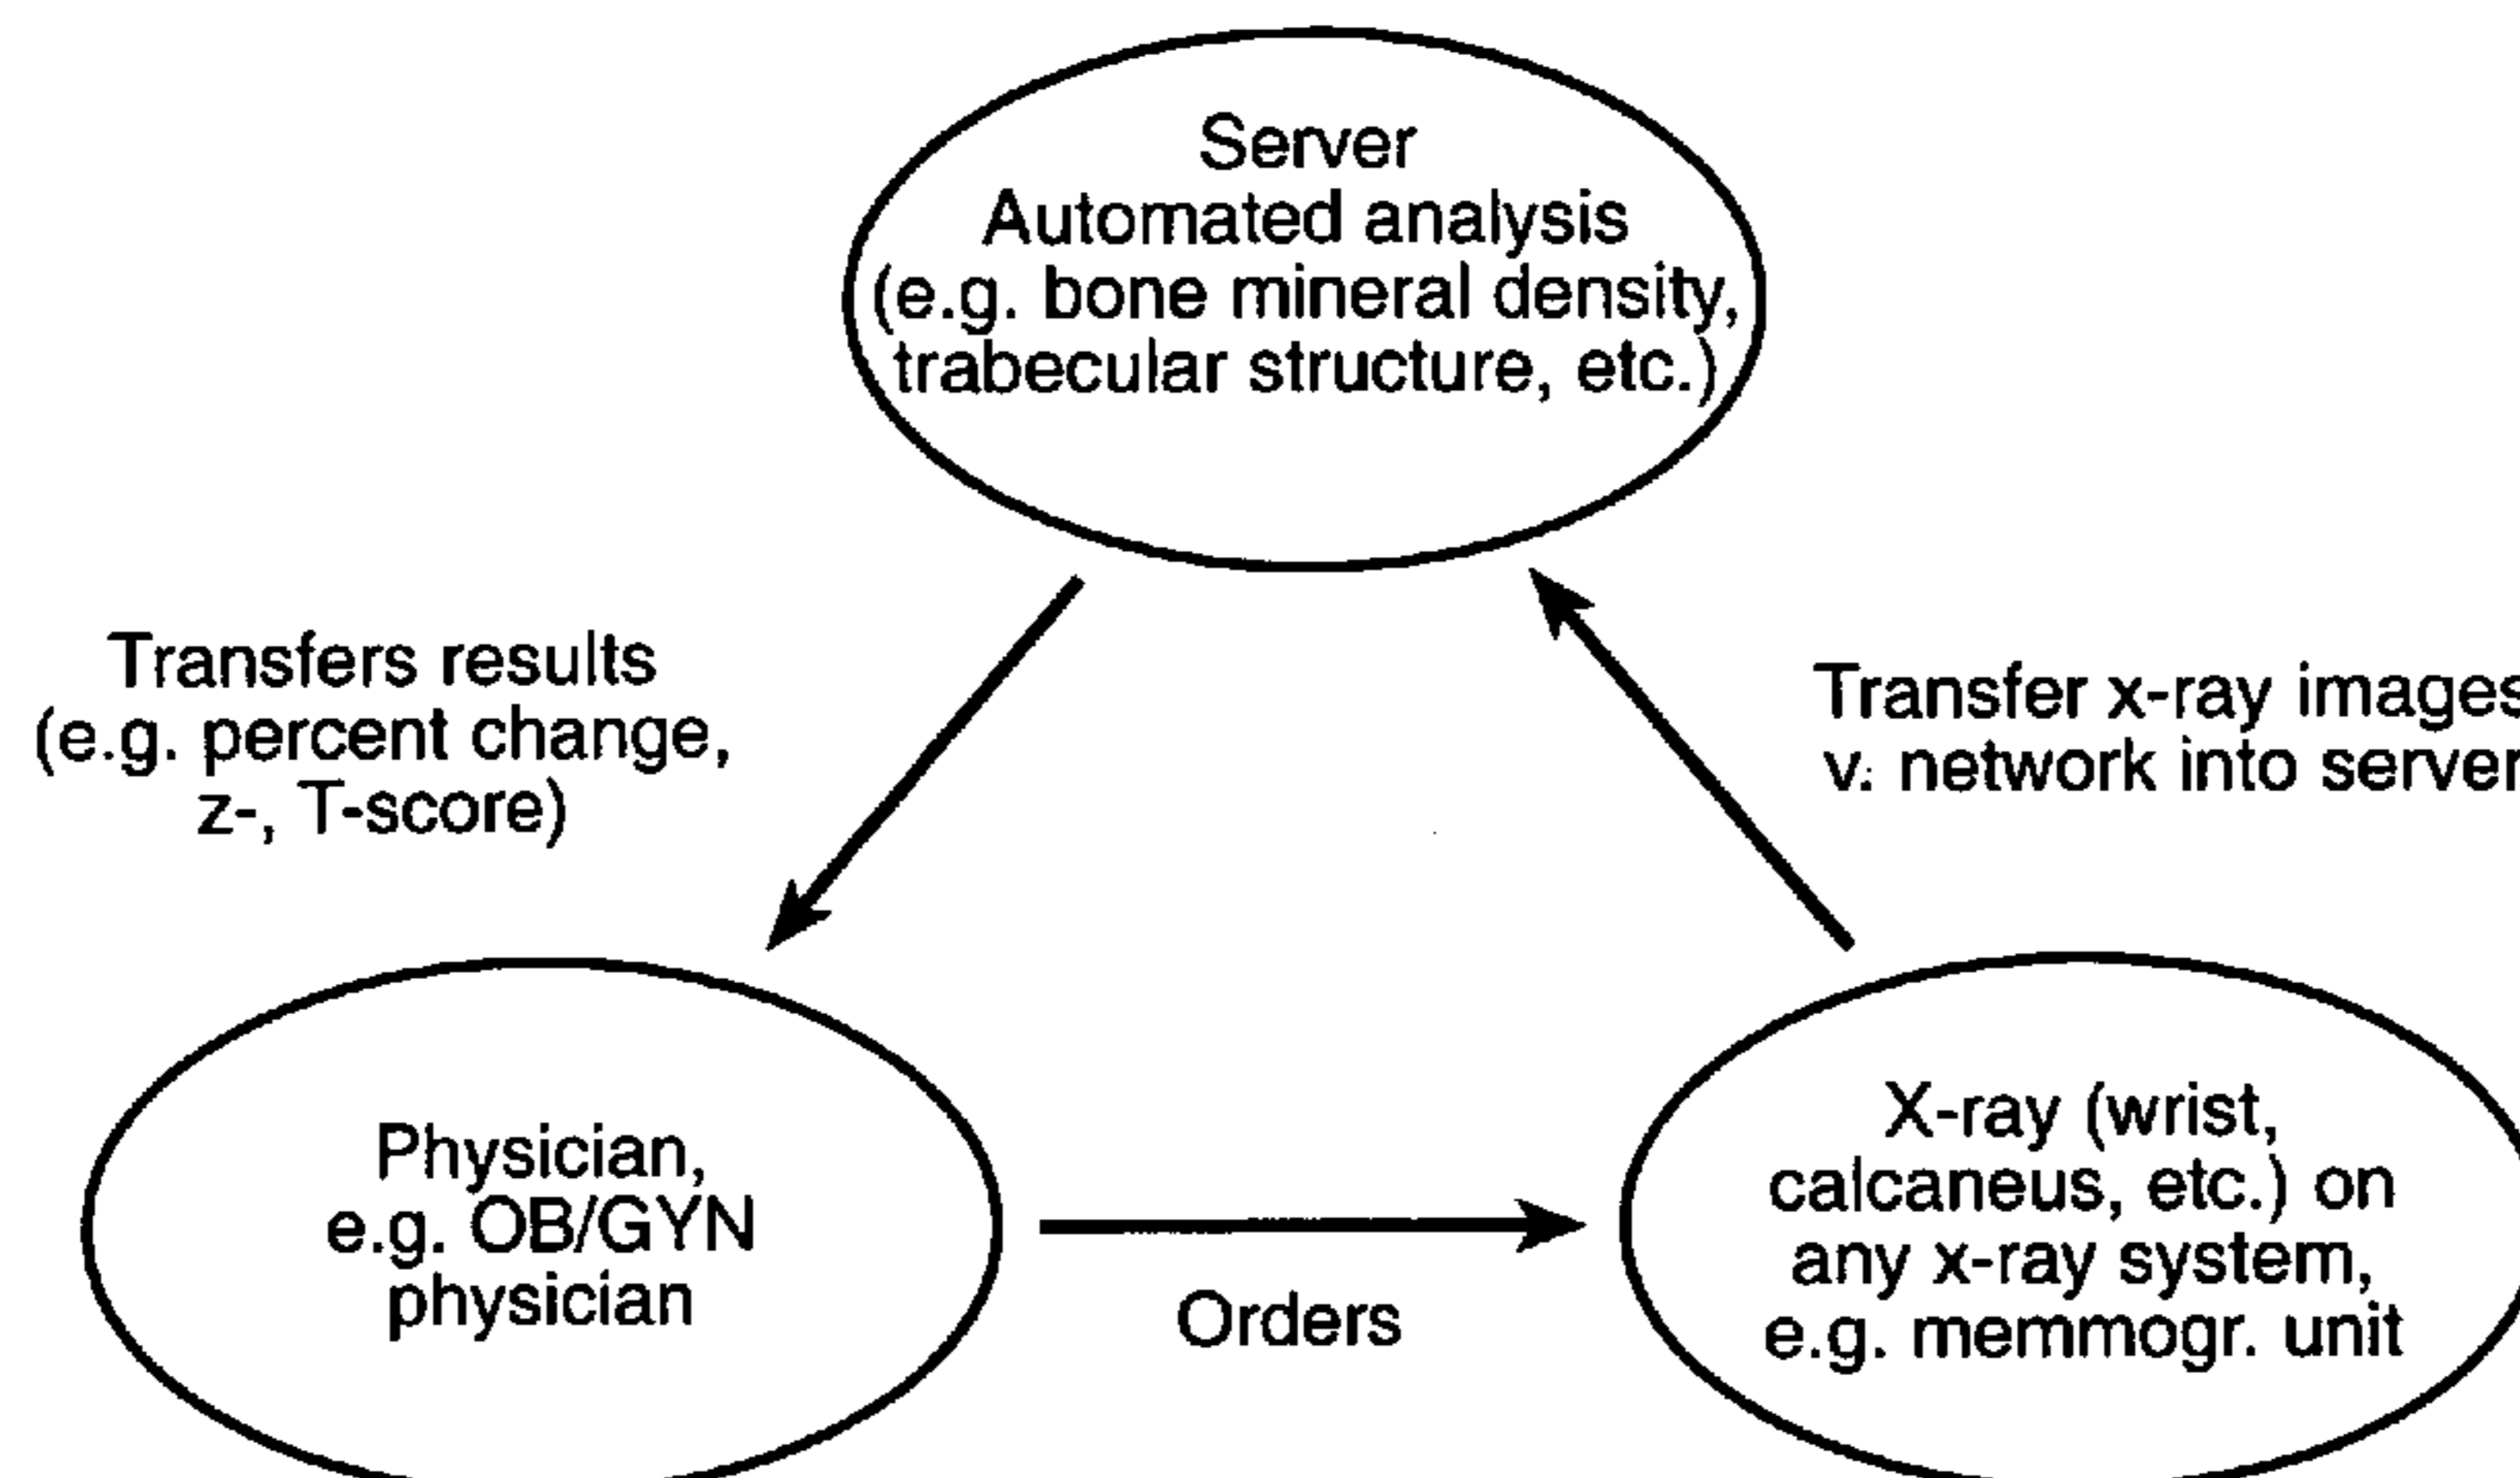 Server
Automated analysis
(e.g. bone mineral density,
trabecular structure, etc.)
Transfers results
(e.g. percent change,
z-, T-score)
Transfer x-ray images
v. network into server
Physician,
e.g. OB/GYN
physician
Orders
X-ray (wrist,
calcaneus, etc.) on
any x-ray system,
e.g. memmogr. unit